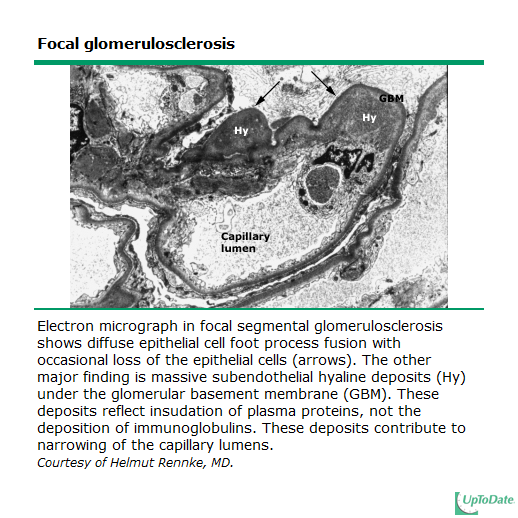 Focal glomerulosclerosis
GBM
Hy
Hy
Capillary
lumen
Electron micrograph in focal segmental glomerulosclerosis
shows diffuse epithelial cell foot process fusion with
occasional loss of the epithelial cells (arrows). The other
major finding is massive subendothelial hyaline deposits (Hy)
under the glomerular basement membrane (GBM). These
deposits reflect insudation of plasma proteins, not the
deposition of immunoglobulins. These deposits contribute to
narrowing of the capillary lumens.
Courtesy of Helmut Rennke, MD.
UpToDate